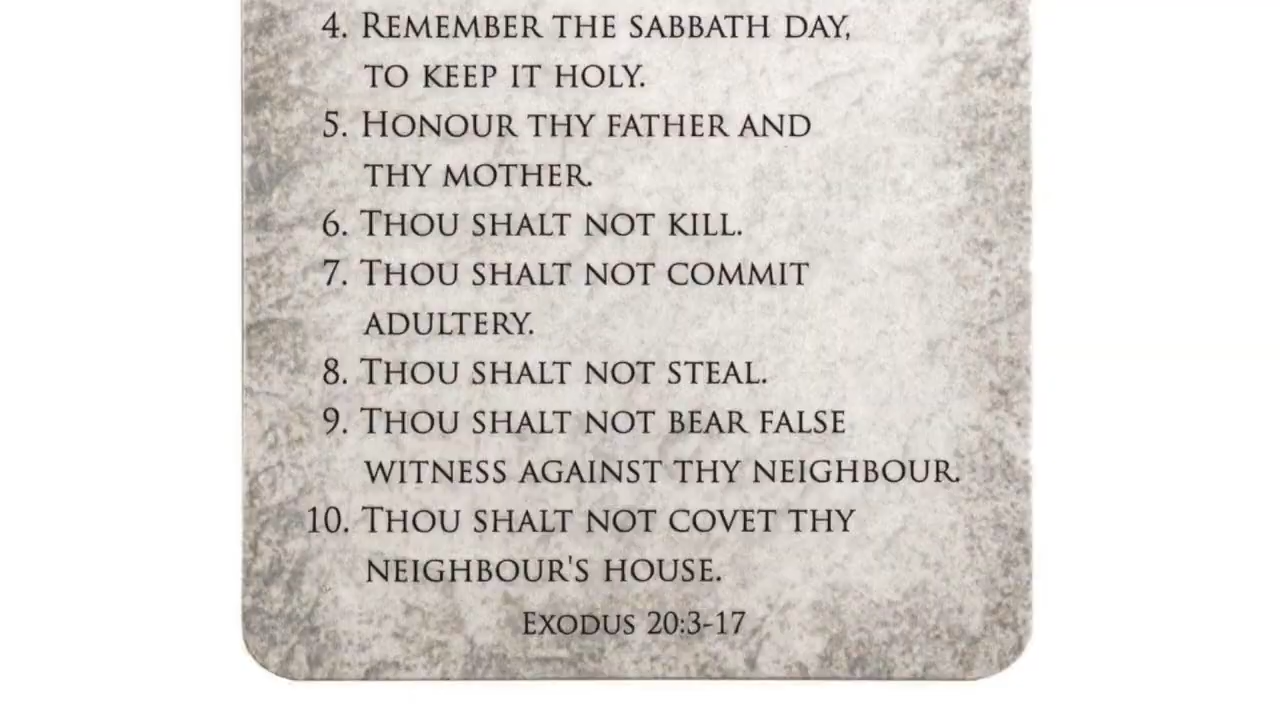 4. Remember the sabbath day,
to keep it holy.
5. Honour thy father and
thy mother.
6. Thou shalt not kill.
7. Thou shalt not commit
adultery.
8. Thou shalt not steal.
9. Thou shalt not bear false
witness against thy neighbour.
10. Thou shalt not covet thy
neighbour's house.
Exodus 20:3-17